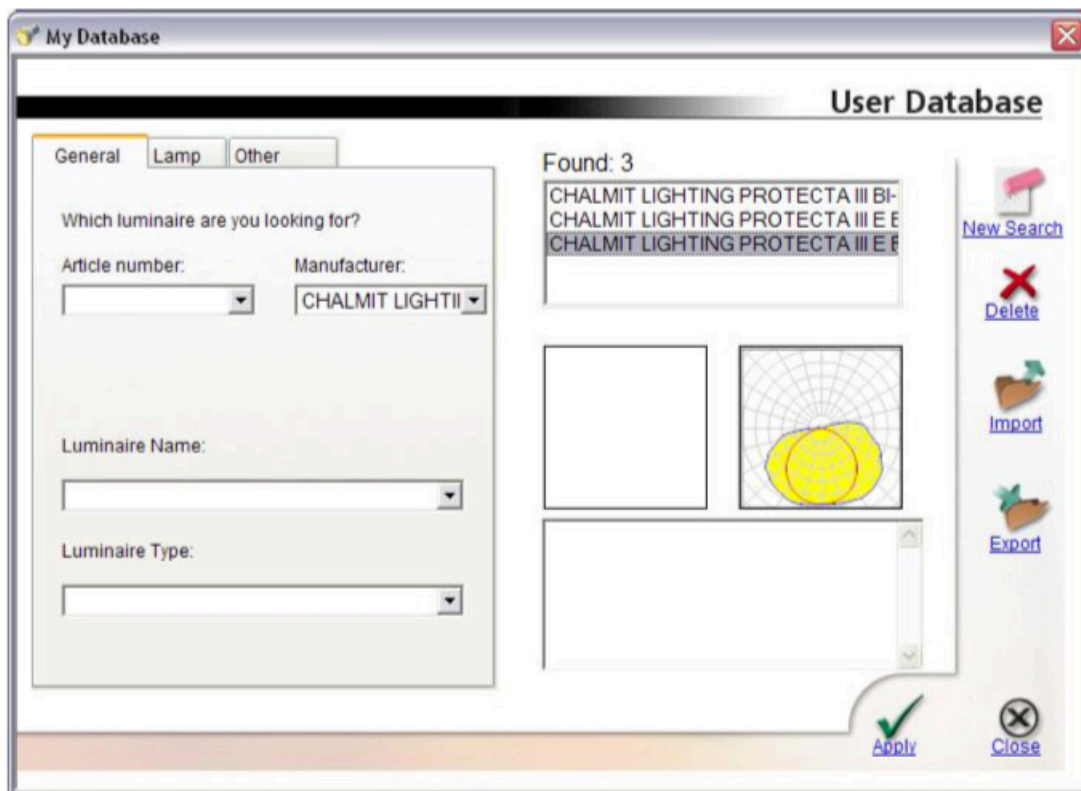 My Database
User Database
General
Lamp
Other
Which luminaire are you looking for?
Article number:
Manufacturer:
CHALMIT LIGHTII
Luminaire Name:
Luminaire Type:
Found: 3
CHALMIT LIGHTING PROTECTA III BI-
CHALMIT LIGHTING PROTECTA III E E
CHALMIT LIGHTING PROTECTA III E E
New Search
Delete
Import
Export
Apply
Close